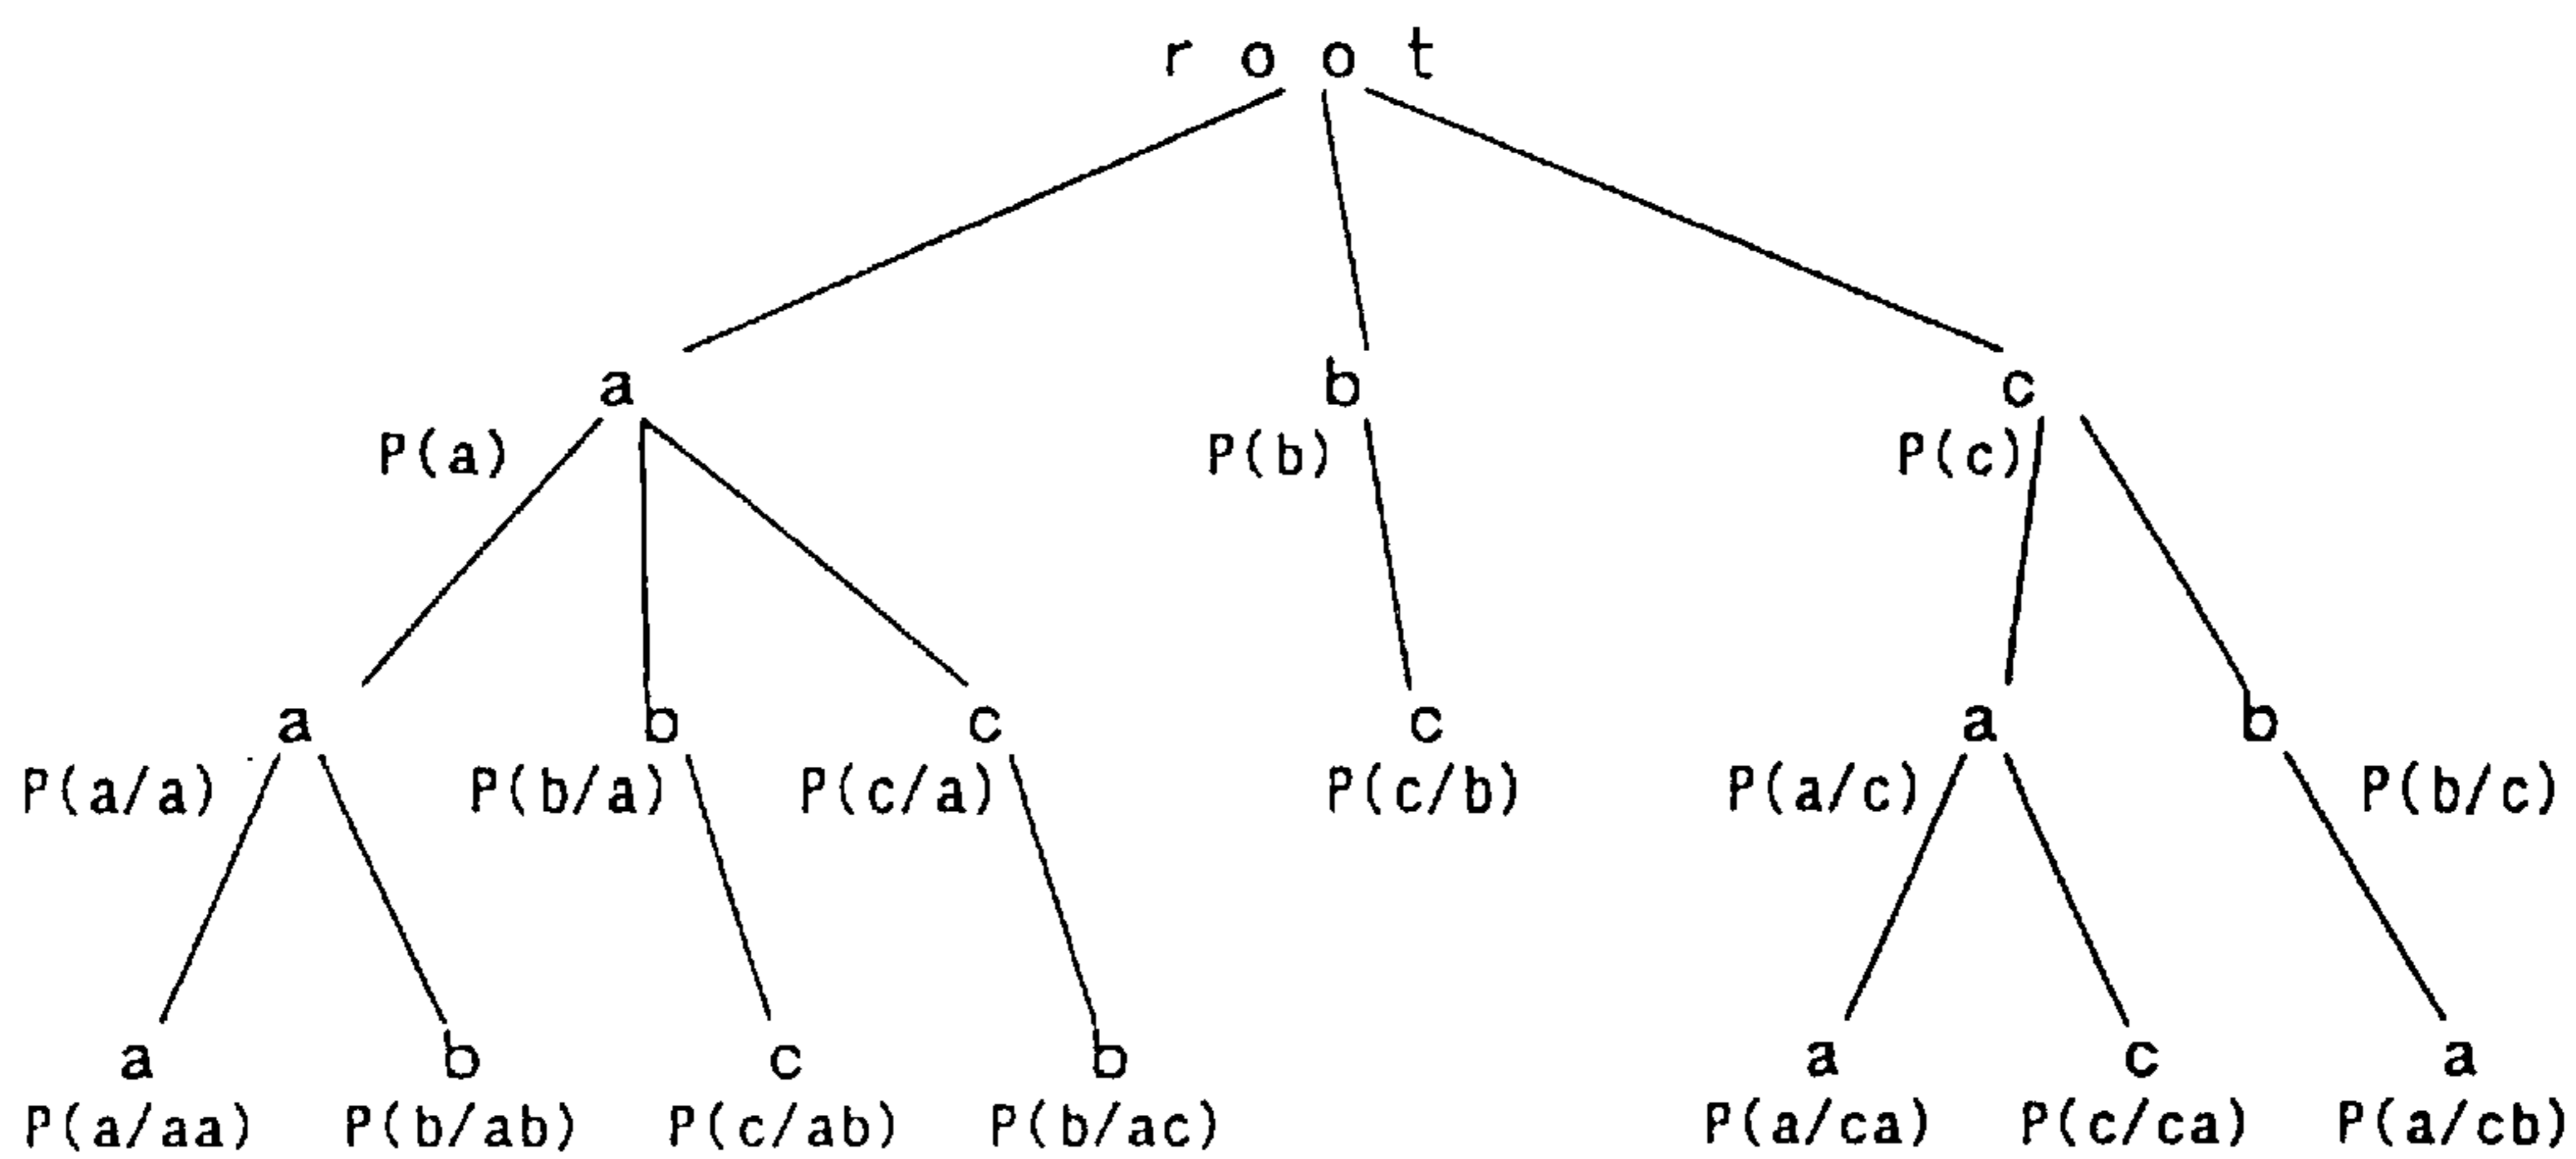 root
a b c
P(a) P(b) P(c)
a b c c a b
P(a/a) P(b/a) P(c/a) P(c/b) P(a/c) P(b/c)
a b c b a c a
P(a/aa) P(b/ab) P(c/ab) P(b/ac) P(a/ca) P(c/ca) P(a/cb)